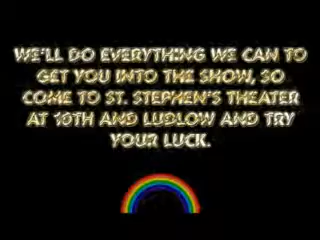 WE'LL DO EVERYTHING WE CAN TO
GET YOU INTO THE SHOW, SO
COME TO ST. STEPHEN'S THEATER
AT 10TH AND LUDLOW AND TRY
YOUR LUCK.